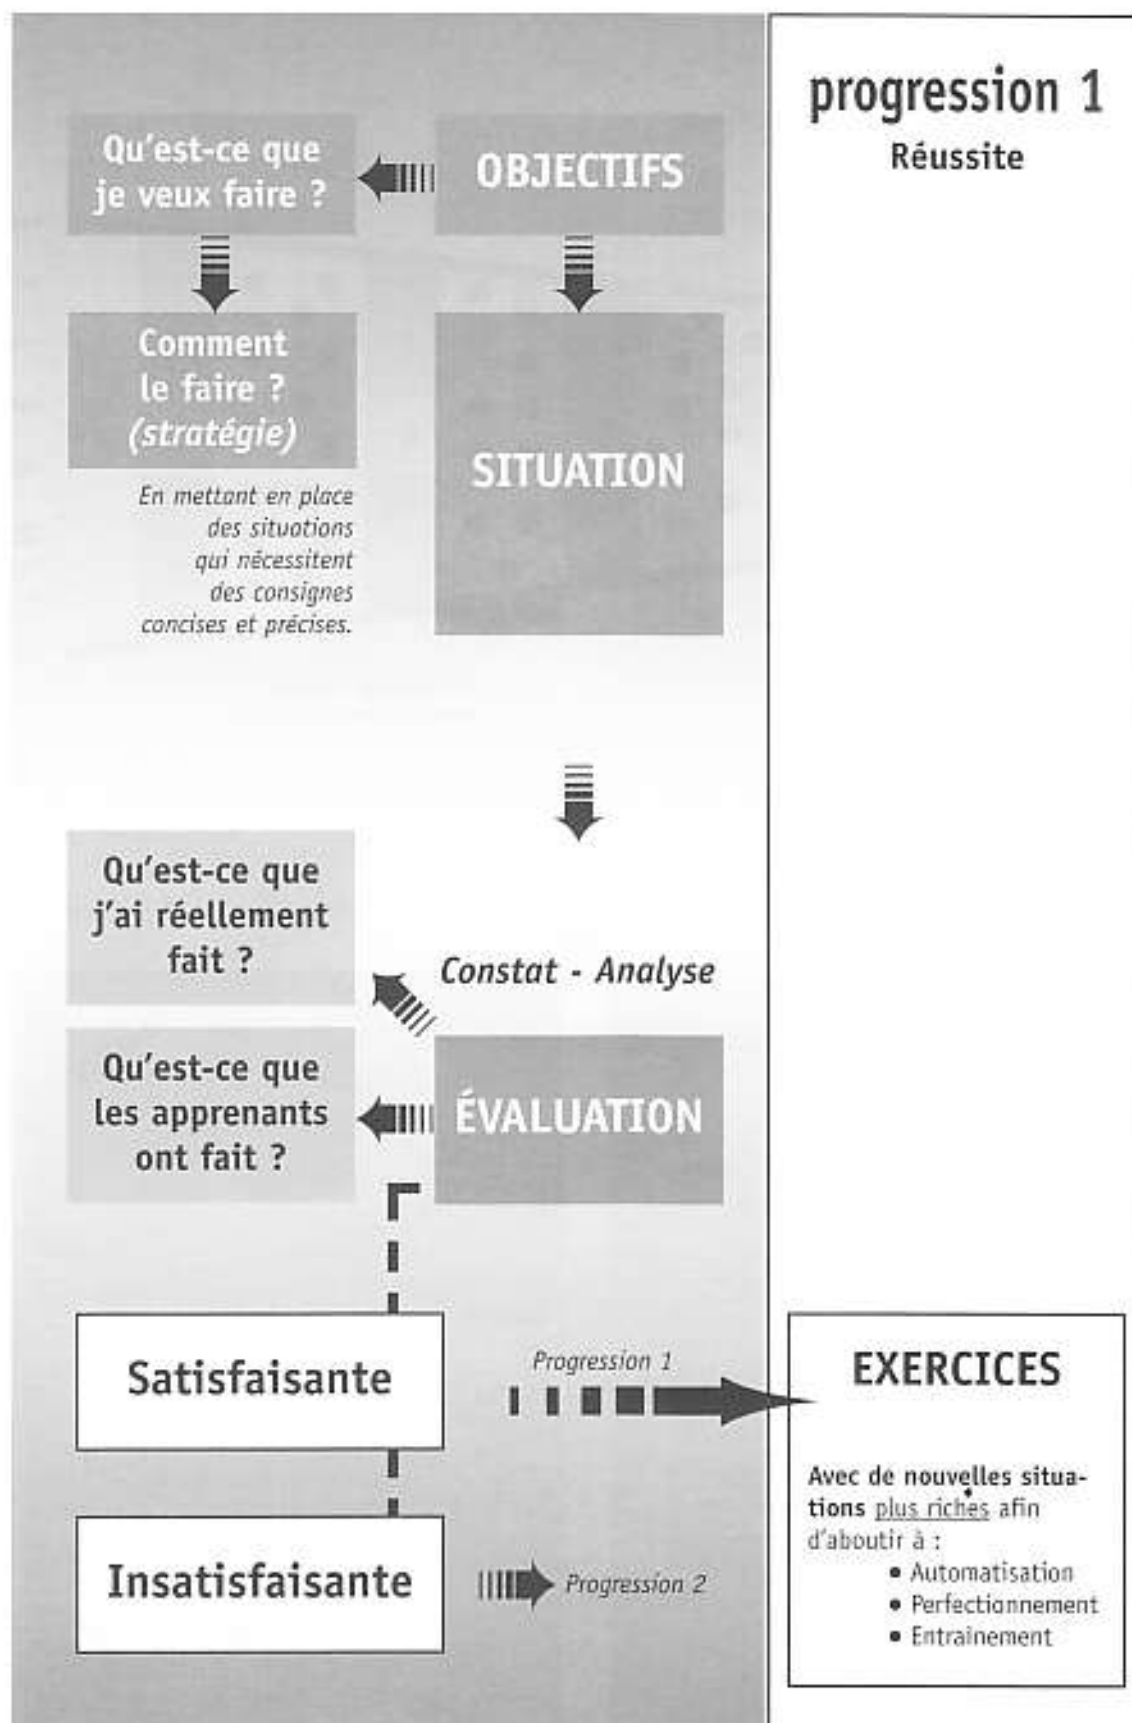 progression 1
Réussite
Qu'est-ce que
je veux faire ?
OBJECTIFS
Comment
le faire ?
(stratégie)
SITUATION
En mettant en place
des situations
qui nécessitent
des consignes
concises et précises.
Qu'est-ce que
j'ai réellement
fait ?
Constat - Analyse
Qu'est-ce que
les apprenants
ont fait ?
ÉVALUATION
Satisfaisante
Progression 1
EXERCICES
Avec de nouvelles situa-
tions plus riches afin
d'aboutir à :
• Automatisation
• Perfectionnement
• Entraînement
Insatisfaisante
Progression 2